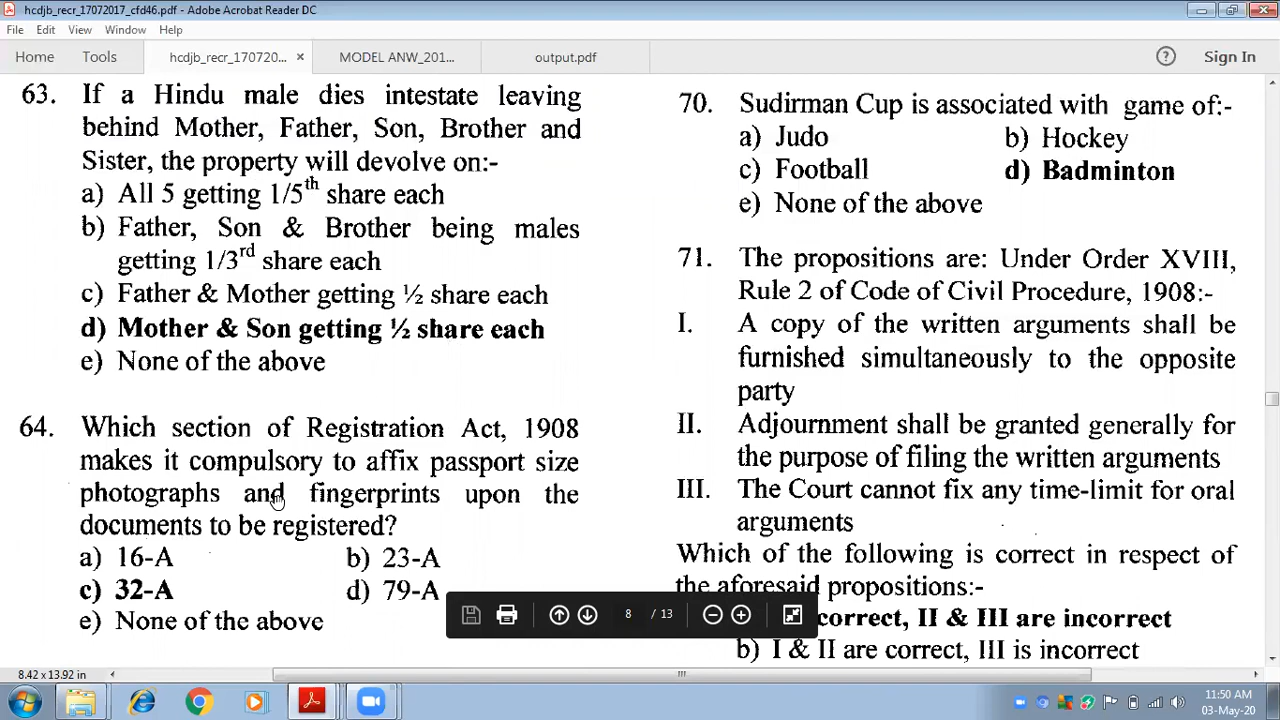 hcdjb_recr_17072017_cfd46.pdf - Adobe Acrobat Reader DC
File Edit View Window Help
Home Tools hcdjb_recr_170720... × MODEL ANW_201... output.pdf ? Sign In
63. If a Hindu male dies intestate leaving
behind Mother, Father, Son, Brother and
Sister, the property will devolve on:-
a) All 5 getting 1/5th share each
b) Father, Son & Brother being males
getting 1/3rd share each
c) Father & Mother getting ½ share each
d) Mother & Son getting ½ share each
e) None of the above
64. Which section of Registration Act, 1908
makes it compulsory to affix passport size
photographs and fingerprints upon the
documents to be registered?
a) 16-A b) 23-A
c) 32-A d) 79-A
e) None of the above
70. Sudirman Cup is associated with game of:-
a) Judo b) Hockey
c) Football d) Badminton
e) None of the above
71. The propositions are: Under Order XVIII,
Rule 2 of Code of Civil Procedure, 1908:-
I. A copy of the written arguments shall be
furnished simultaneously to the opposite
party
II. Adjournment shall be granted generally for
the purpose of filing the written arguments
III. The Court cannot fix any time-limit for oral
arguments
Which of the following is correct in respect of
the aforesaid propositions:-
correct, II & III are incorrect
b) I & II are correct, III is incorrect
8 / 13
8.42 x 13.92 in
11:50 AM
03-May-20